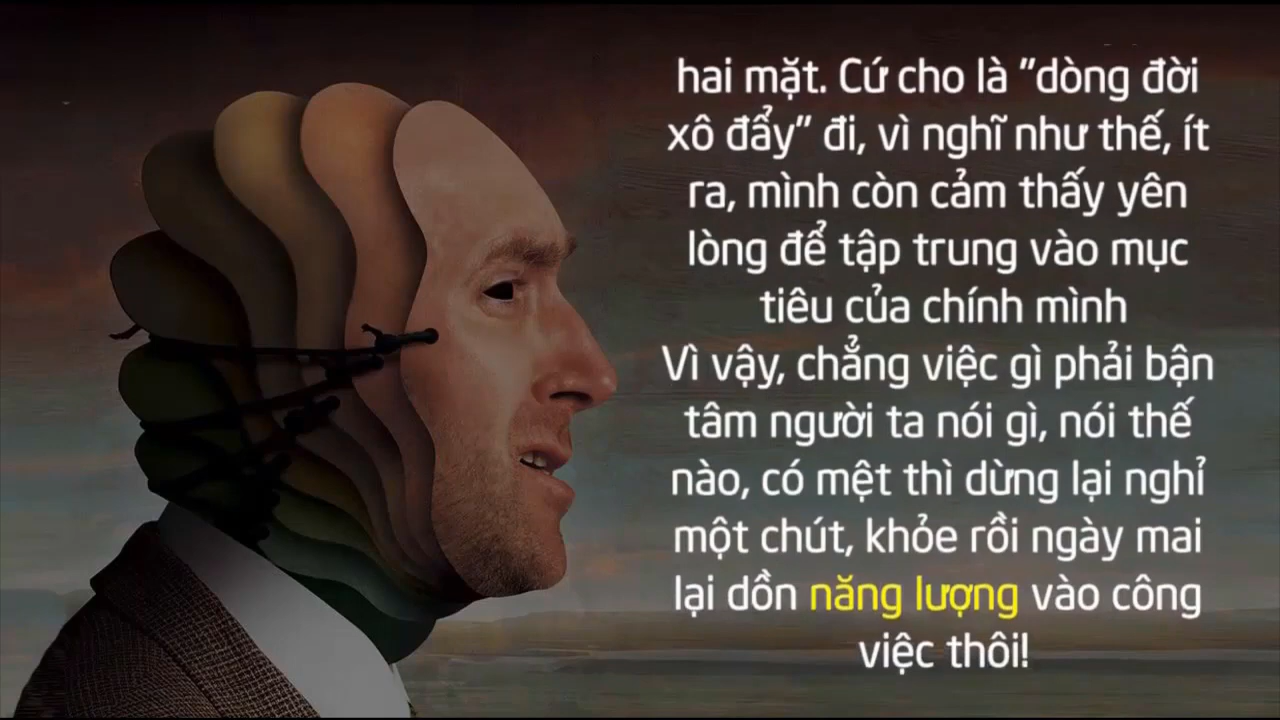 hai mặt. Cứ cho là "dòng đời
xô đẩy" đi, vì nghĩ như thế, ít
ra, mình còn cảm thấy yên
lòng để tập trung vào mục
tiêu của chính mình
Vì vậy, chẳng việc gì phải bận
tâm người ta nói gì, nói thế
nào, có mệt thì dừng lại nghỉ
một chút, khỏe rồi ngày mai
lại dồn năng lượng vào công
việc thôi!